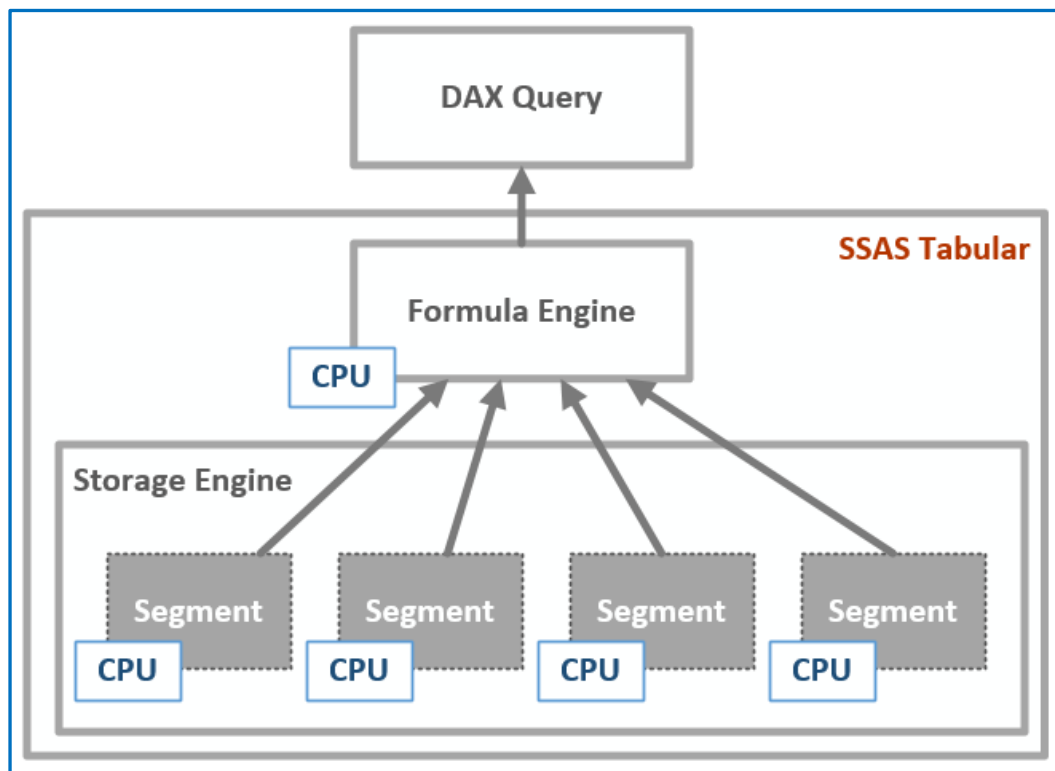 DAX Query
SSAS Tabular
Formula Engine
CPU
Storage Engine
Segment
Segment
Segment
Segment
CPU
CPU
CPU
CPU